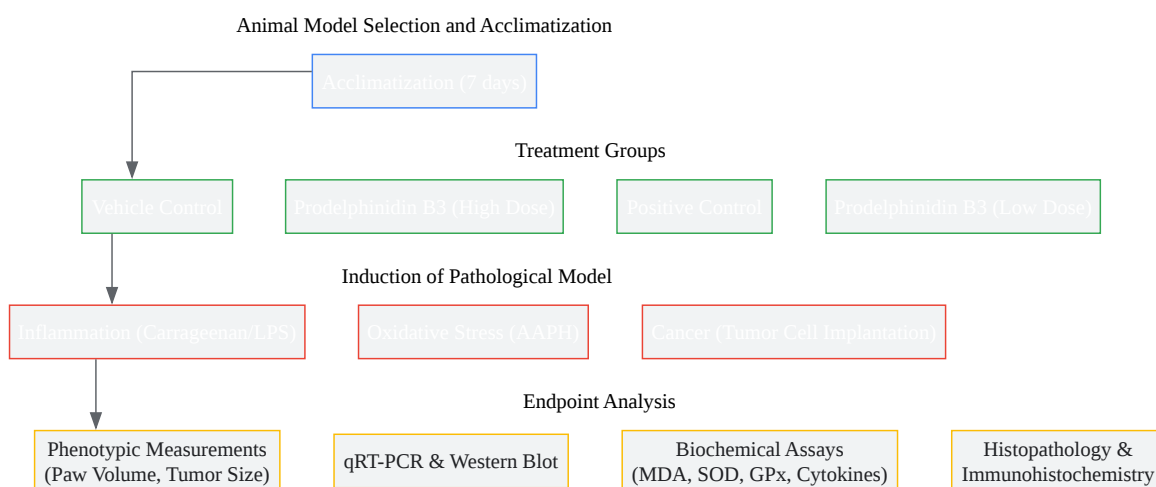 Animal Model Selection and Acclimatization
Acclimatization (7 days)
Treatment Groups
Vehicle Control
Prodelphinidin B3 (High Dose)
Positive Control
Prodelphinidin B3 (Low Dose)
Induction of Pathological Model
Inflammation (Carrageenan/LPS)
Oxidative Stress (AAPH)
Cancer (Tumor Cell Implantation)
Endpoint Analysis
Phenotypic Measurements
(Paw Volume, Tumor Size)
qRT-PCR & Western Blot
Biochemical Assays
(MDA, SOD, GPx, Cytokines)
Histopathology &
Immunohistochemistry